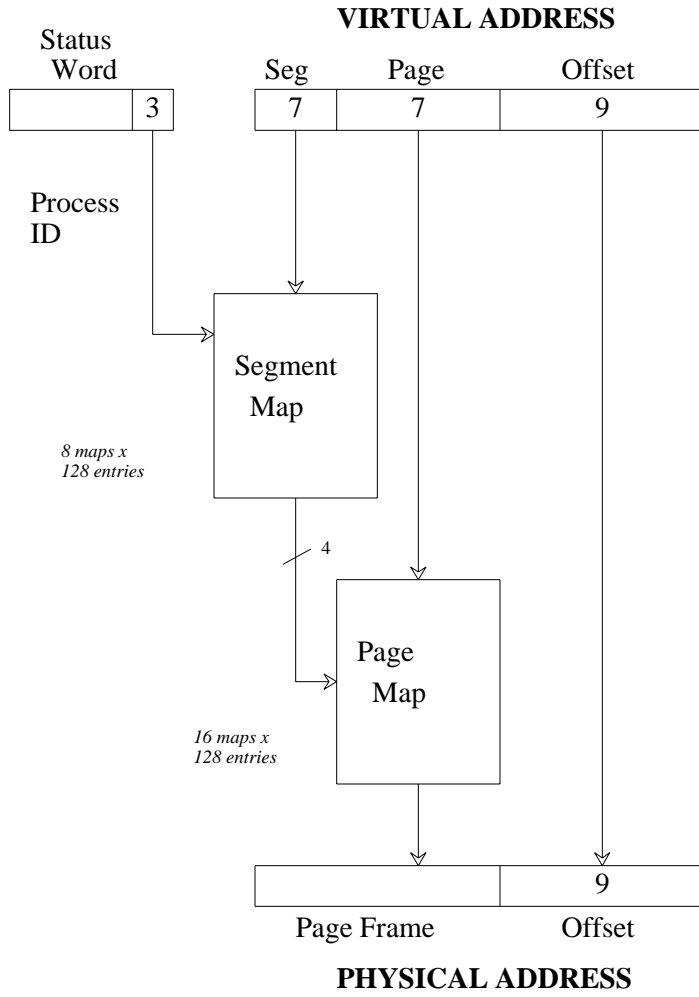 VIRTUAL ADDRESS
Status
Word
Seg
Page
Offset
3
7
7
9
Process
ID
Segment
Map
8 maps x
128 entries
4
Page
Map
16 maps x
128 entries
9
Page Frame
Offset
PHYSICAL ADDRESS